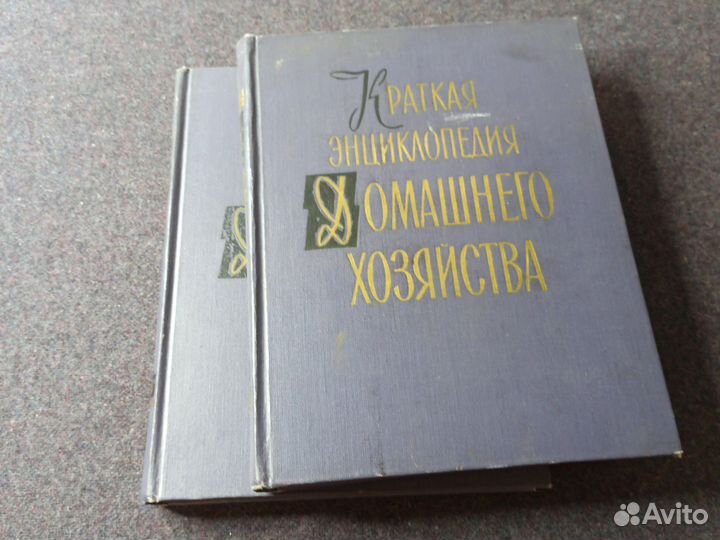 Краткая
энциклопедия
Домашнего
хозяйства
Avito